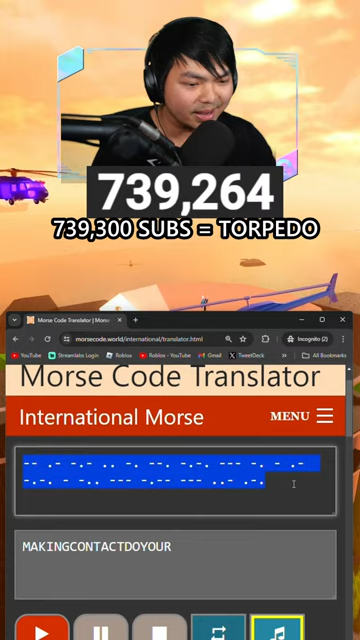 739,264
739,300 SUBS = TORPEDO
Morse Code Translator | Morse
morsecode.world/international/translator.html
Incognito (2)
YouTube
Streamlabs Login
Roblox
Roblox - YouTube
Gmail
TweetDeck
All Bookmarks
Morse Code Translator
International Morse
MENU
-- .- -.- .. -. --. -.-. --- -. - .-
-.-. - -.. --- -.-- --- ..- .-.
MAKINGCONTACTDOYOUR